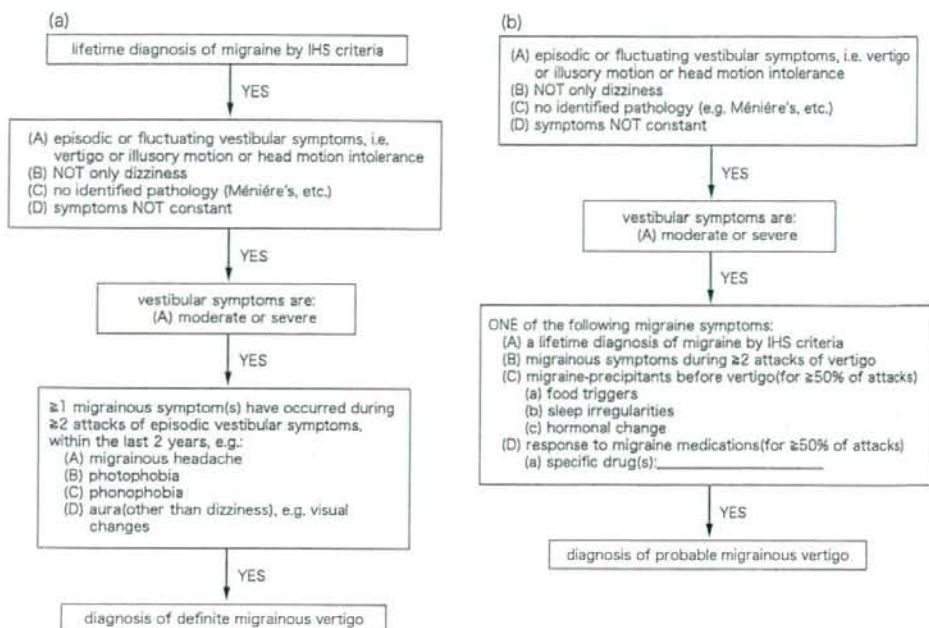 (a)
lifetime diagnosis of migraine by IHS criteria
YES
(A) episodic or fluctuating vestibular symptoms, i.e.
vertigo or illusory motion or head motion intolerance
(B) NOT only dizziness
(C) no identified pathology (Méniére's, etc.)
(D) symptoms NOT constant
YES
vestibular symptoms are:
(A) moderate or severe
YES
≥1 migrainous symptom(s) have occurred during
≥2 attacks of episodic vestibular symptoms,
within the last 2 years, e.g.:
(A) migrainous headache
(B) photophobia
(C) phonophobia
(D) aura(other than dizziness), e.g. visual
changes
YES
diagnosis of definite migrainous vertigo
(b)
(A) episodic or fluctuating vestibular symptoms, i.e. vertigo
or illusory motion or head motion intolerance
(B) NOT only dizziness
(C) no identified pathology (e.g. Méniére's, etc.)
(D) symptoms NOT constant
YES
vestibular symptoms are:
(A) moderate or severe
YES
ONE of the following migraine symptoms:
(A) a lifetime diagnosis of migraine by IHS criteria
(B) migrainous symptoms during ≥2 attacks of vertigo
(C) migraine-precipitants before vertigo(for ≥50% of attacks)
(a) food triggers
(b) sleep irregularities
(c) hormonal change
(D) response to migraine medications(for ≥50% of attacks)
(a) specific drug(s):
YES
diagnosis of probable migrainous vertigo